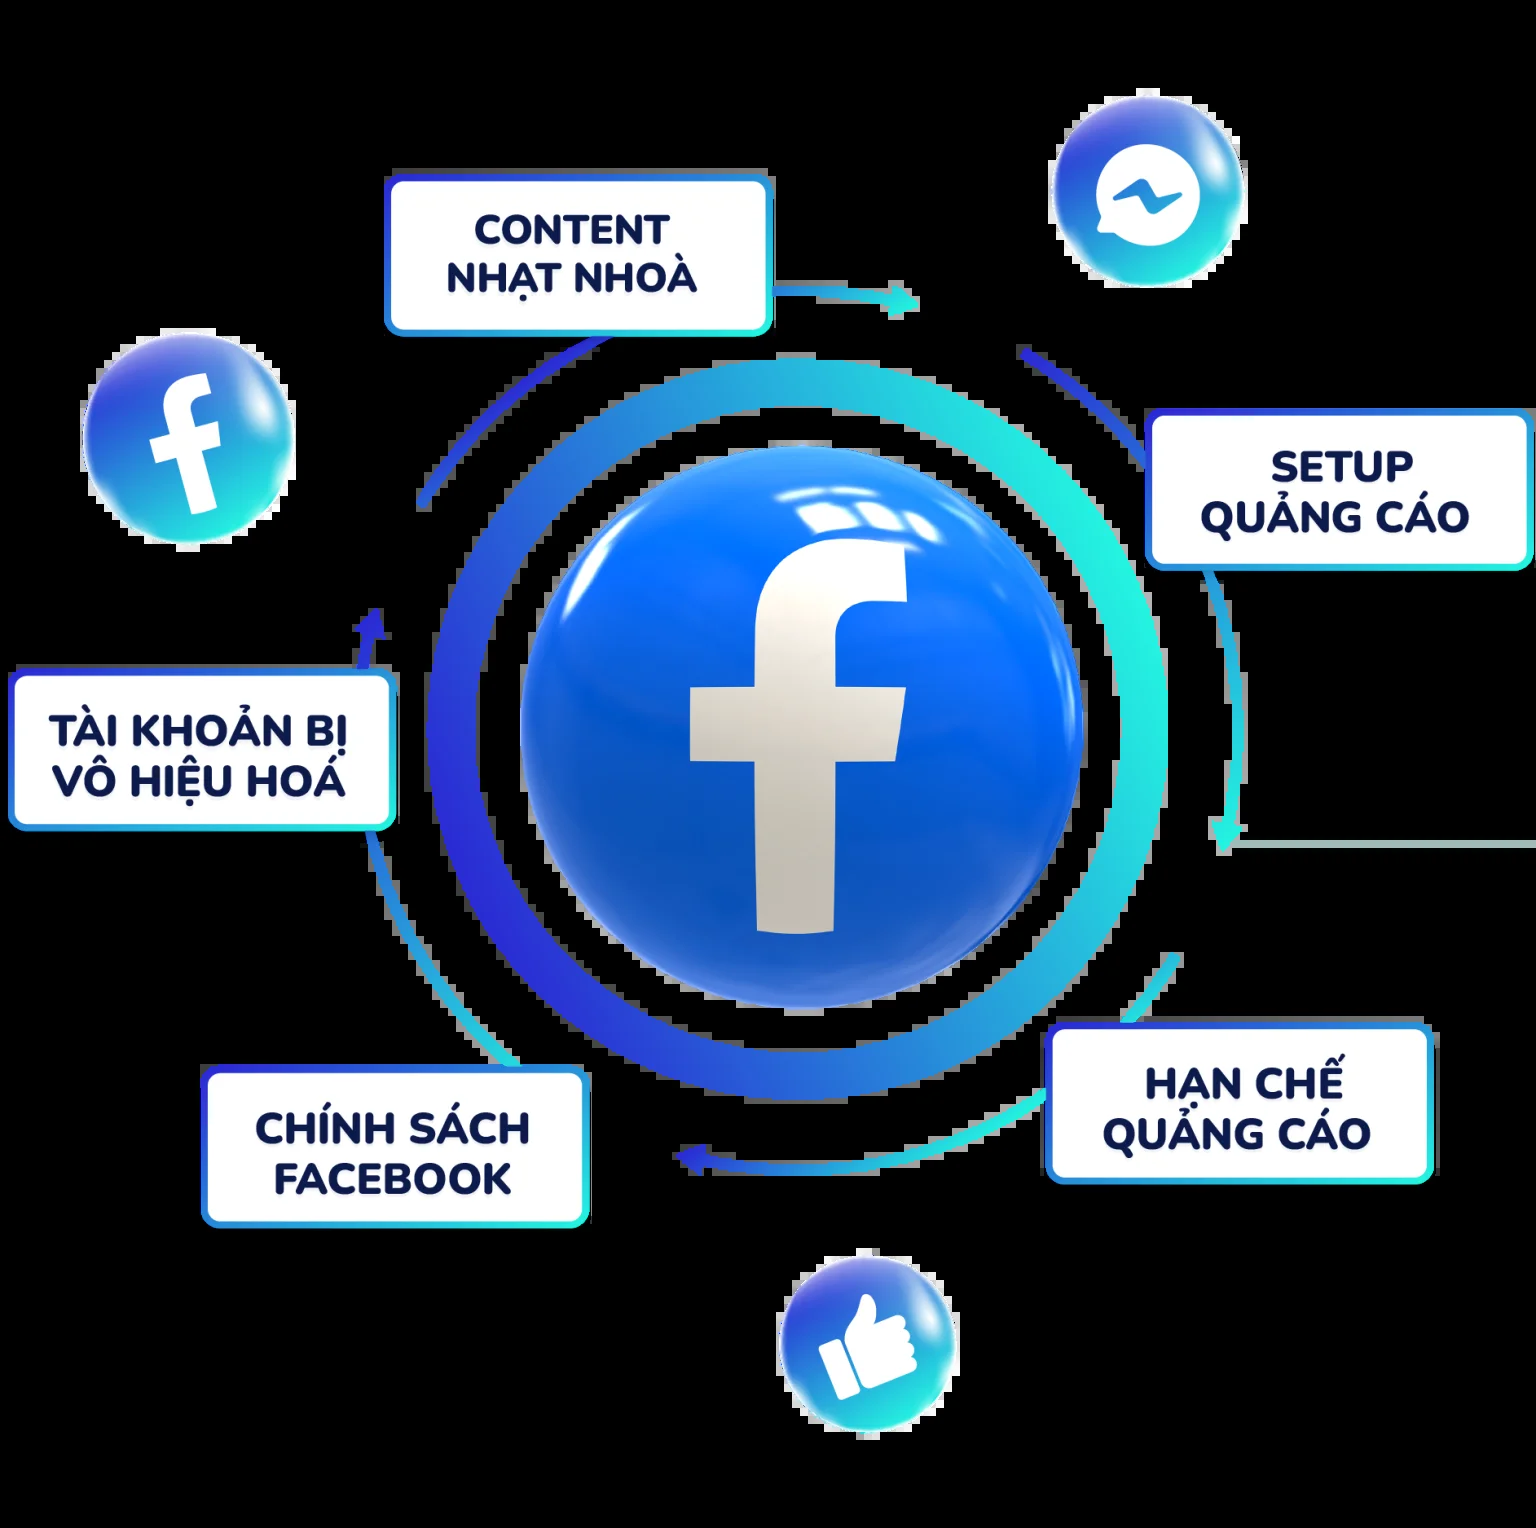 CONTENT
NHẠT NHOÀ
SETUP
QUẢNG CÁO
TÀI KHOẢN BỊ
VÔ HIỆU HOÁ
HẠN CHẾ
QUẢNG CÁO
CHÍNH SÁCH
FACEBOOK